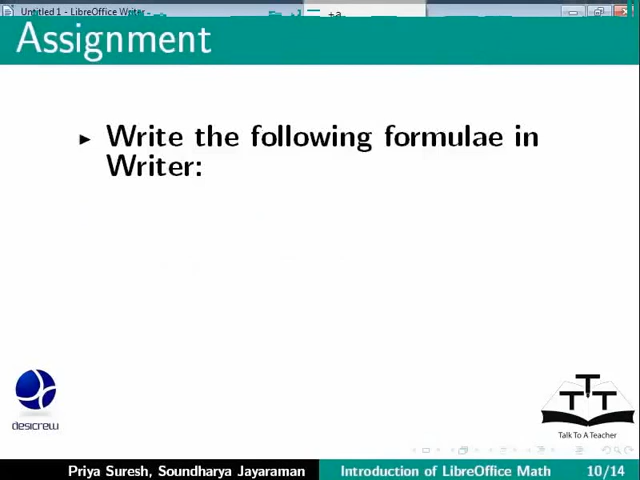 Untitled 1 - LibreOffice Writer
+a
Assignment
Write the following formulae in
Writer:
desicrew
T T T
Talk To A Teacher
Priya Suresh, Soundharya Jayaraman Introduction of LibreOffice Math 10/14